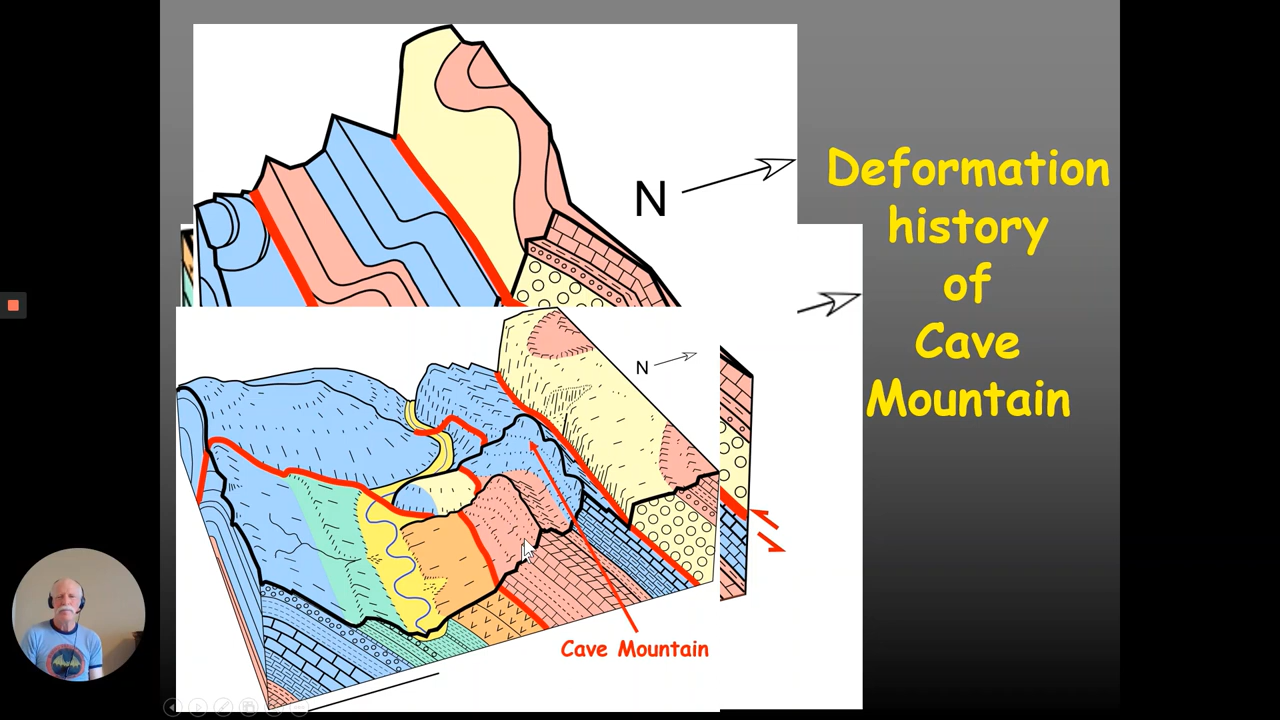 N
Deformation
history
of
Cave
Mountain
N
Cave Mountain